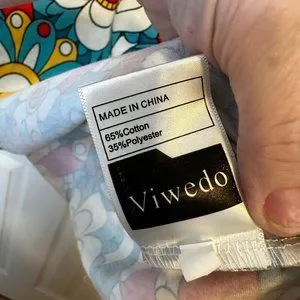 MADE IN CHINA
65%Cotton
35%Polyester
Viwedo